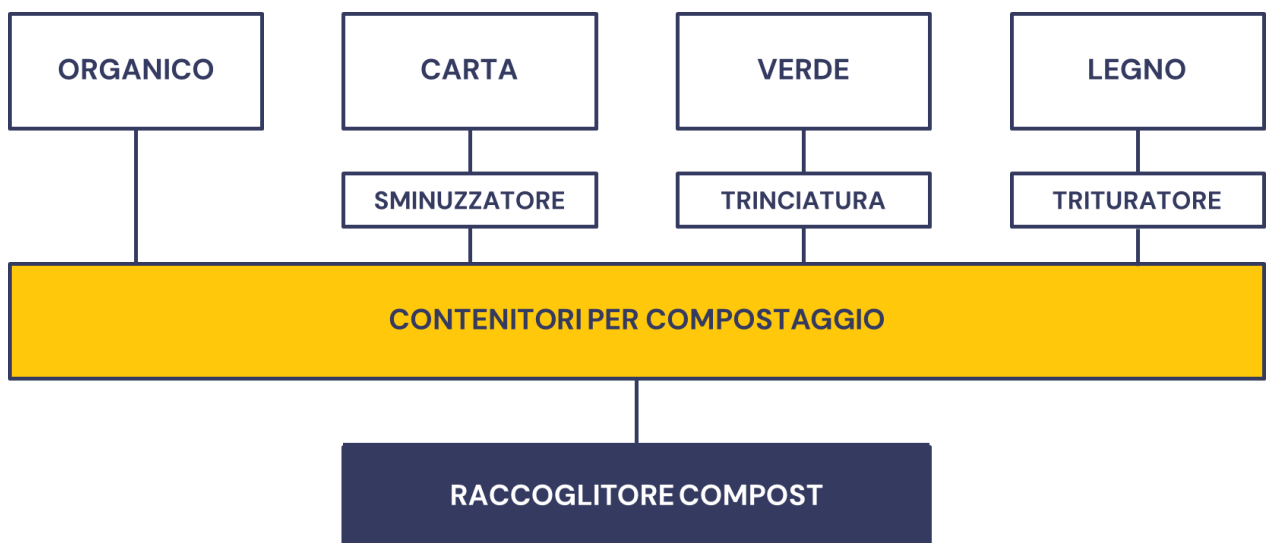 ORGANICO
CARTA
VERDE
LEGNO
SMINUZZATORE
TRINCIATURA
TRITURATORE
CONTENITORI PER COMPOSTAGGIO
RACCOGLITORE COMPOST